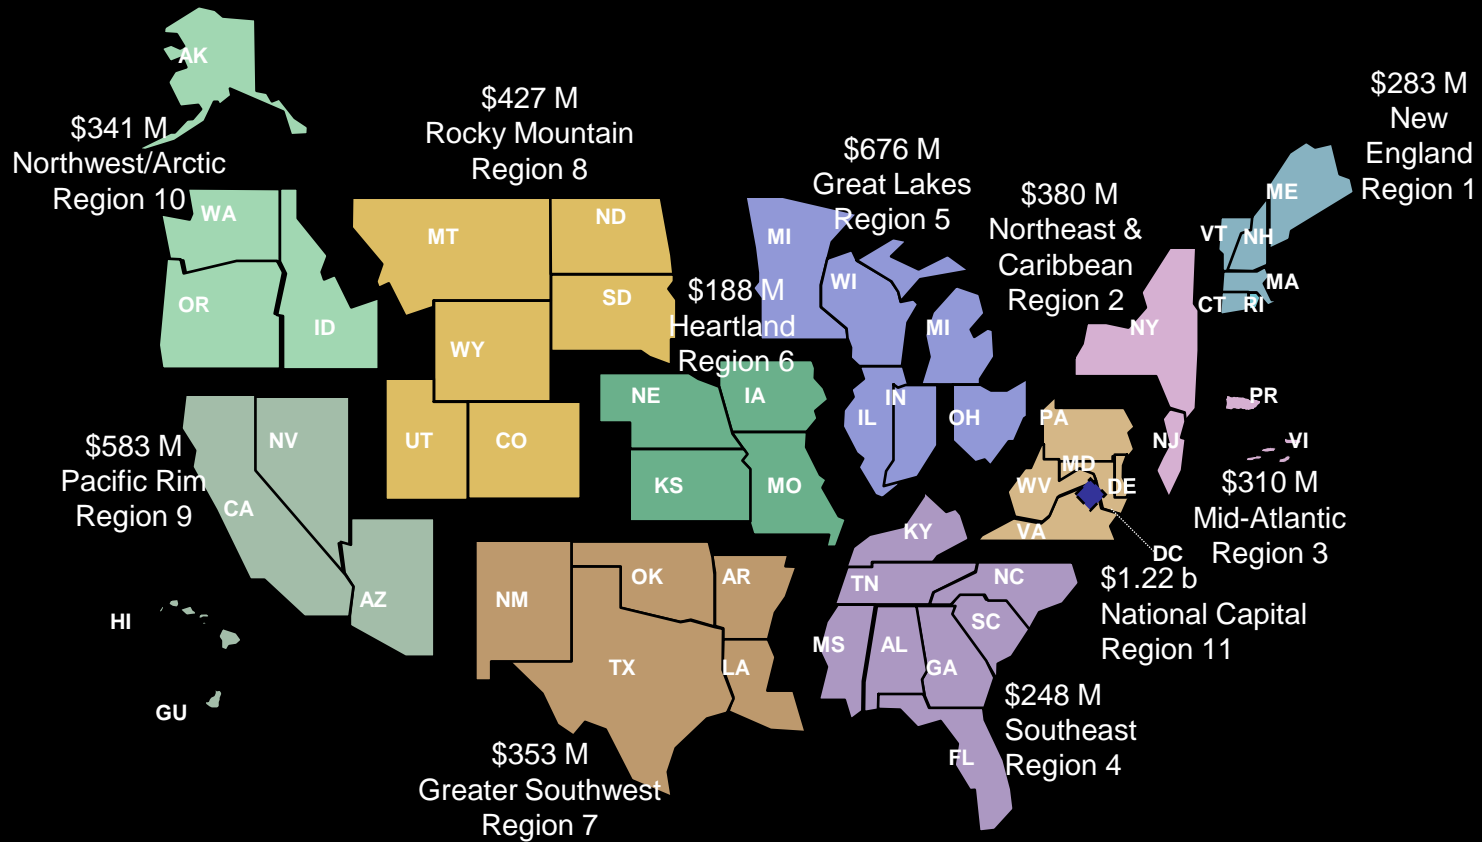 AK
$341 M
Northwest/Arctic
Region 10
WA
OR
ID
$427 M
Rocky Mountain
Region 8
MT
ND
SD
WY
UT
CO
$676 M
Great Lakes
Region 5
MI
WI
MI
IL
IN
OH
$188 M
Heartland
Region 6
NE
IA
KS
MO
$380 M
Northeast &
Caribbean
Region 2
NY
NJ
PR
VI
$283 M
New
England
Region 1
ME
VT
NH
MA
CT
RI
$583 M
Pacific Rim
Region 9
NV
CA
AZ
HI
GU
PA
MD
WV
DE
VA
$310 M
Mid-Atlantic
Region 3
DC
$1.22 b
National Capital
Region 11
KY
TN
NC
SC
MS
AL
GA
FL
$248 M
Southeast
Region 4
NM
OK
AR
TX
LA
$353 M
Greater Southwest
Region 7